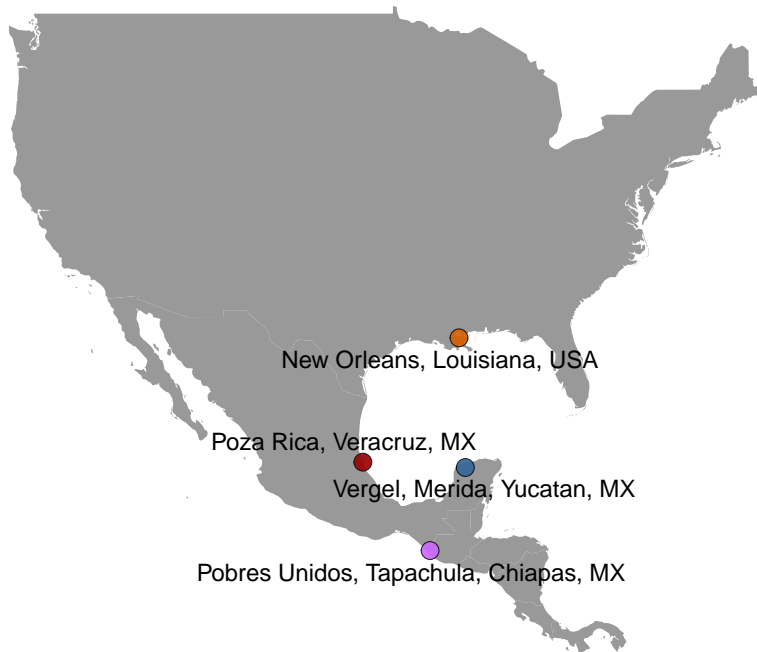 New Orleans, Louisiana, USA
Poza Rica, Veracruz, MX
Vergel, Merida, Yucatan, MX
Pobres Unidos, Tapachula, Chiapas, MX